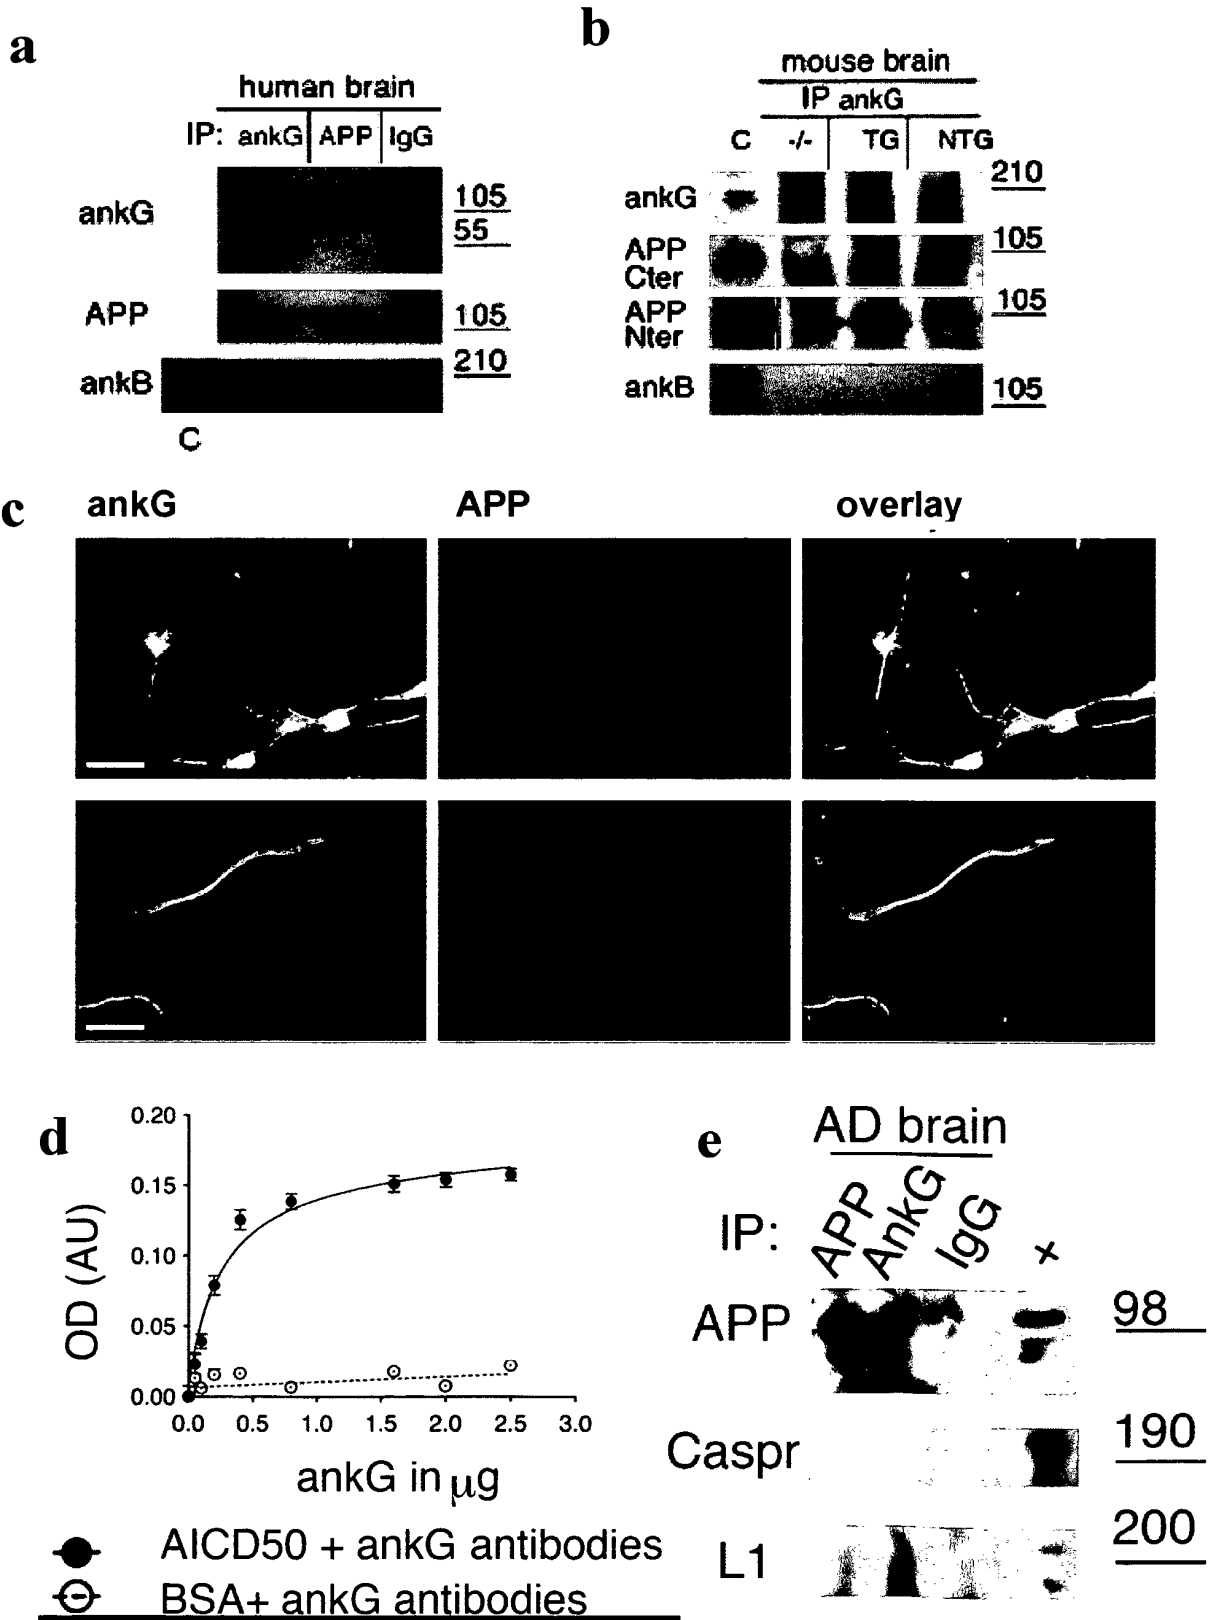 a
human brain
IP: ankG APP IgG
ankG
105
55
APP
105
210
ankB
C
b
mouse brain
IP ankG
C -/- TG NTG
210
ankG
105
APP
Cter
105
APP
Nter
ankB
105
c
ankG APP overlay
d
0.20
0.15
0.10
0.05
0.00
OD (AU)
0.0 0.5 1.0 1.5 2.0 2.5 3.0
ankG in μg
AICD50 + ankG antibodies
BSA+ ankG antibodies
e
AD brain
IP: APP AnkG IgG +
APP
98
Caspr
190
L1
200